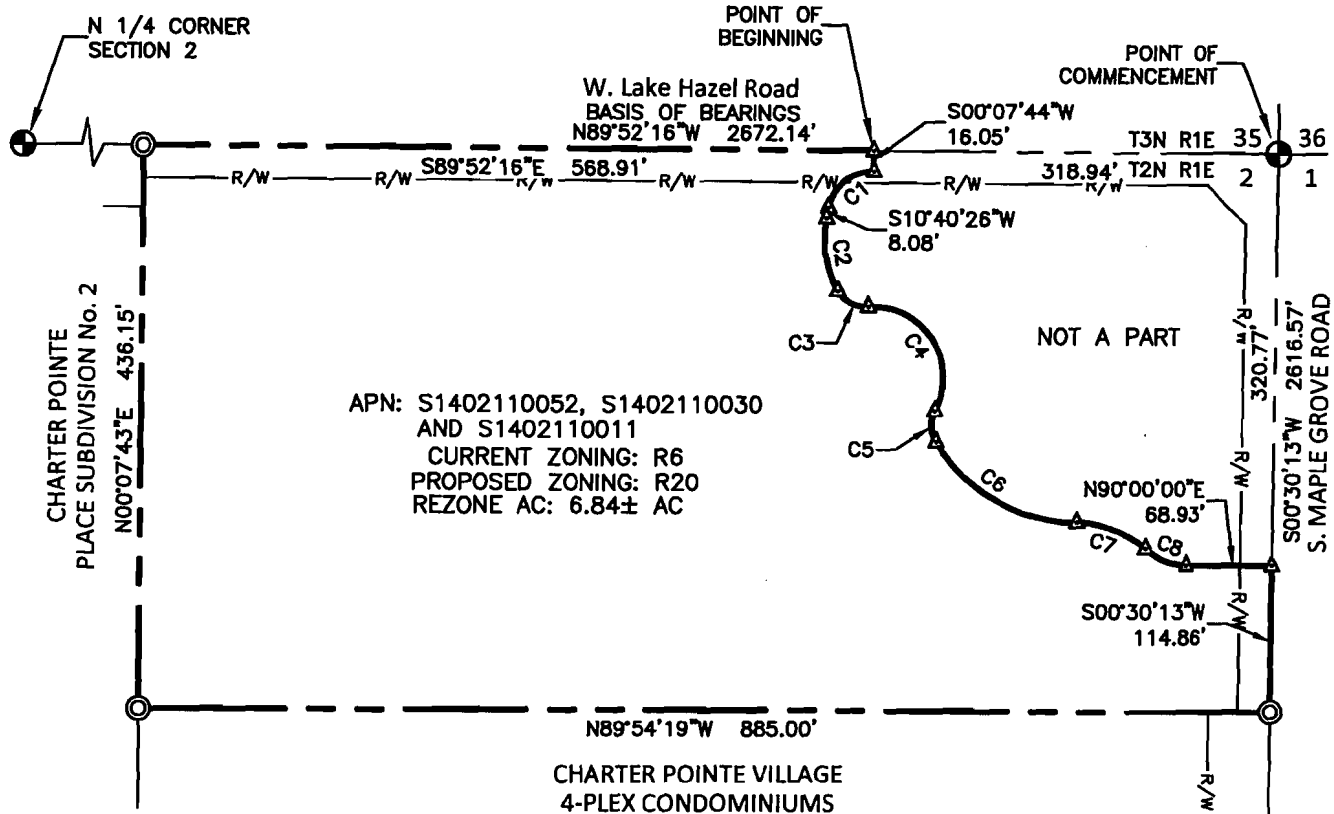 N 1/4 CORNER
SECTION 2
POINT OF
BEGINNING
POINT OF
COMMENCEMENT
W. Lake Hazel Road
BASIS OF BEARINGS
N89°52'16"W 2672.14'
S00°07'44"W
16.05'
T3N R1E 35 36
S89°52'16"E 568.91'
318.94' T2N R1E 2 1
R/W R/W R/W R/W R/W R/W R/W
C1
S10°40'26"W
8.08'
C2
C3
C4
NOT A PART
R/W
320.77'
S00°30'13"W 2616.57'
S. MAPLE GROVE ROAD
CHARTER POINTE
PLACE SUBDIVISION No. 2
N00°07'43"E 436.15'
APN: S1402110052, S1402110030
AND S1402110011
CURRENT ZONING: R6
PROPOSED ZONING: R20
REZONE AC: 6.84± AC
C5
C6
R/W
N90°00'00"E
68.93'
C7
C8
R/W
S00°30'13"W
114.86'
N89°54'19"W 885.00'
CHARTER POINTE VILLAGE
4-PLEX CONDOMINIUMS
R/W